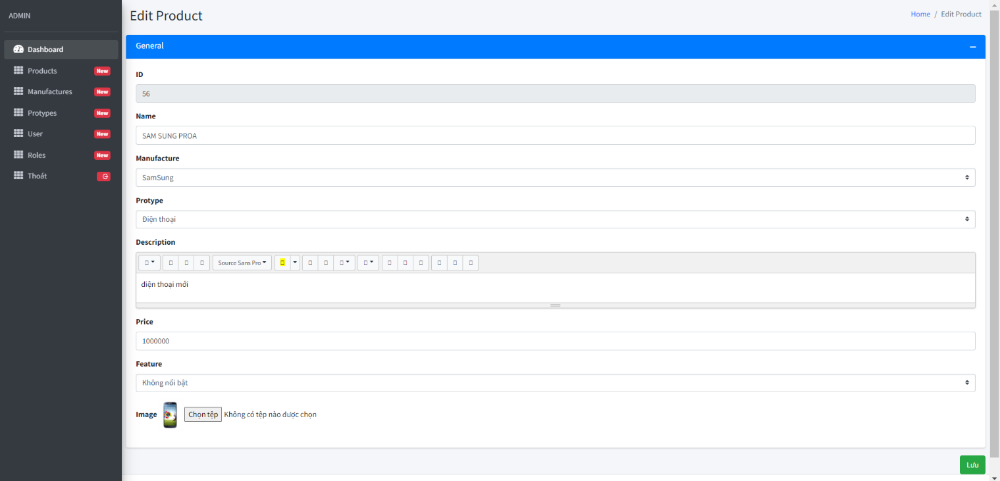 ADMIN
Dashboard
Products New
Manufactures New
Protypes New
User New
Roles New
Thoát
Edit Product
Home / Edit Product
General
ID
56
Name
SAM SUNG PROA
Manufacture
SamSung
Protype
Điện thoại
Description
Source Sans Pro
điện thoại mới
Price
1000000
Feature
Không nổi bật
Image Chọn tệp Không có tệp nào được chọn
Lưu